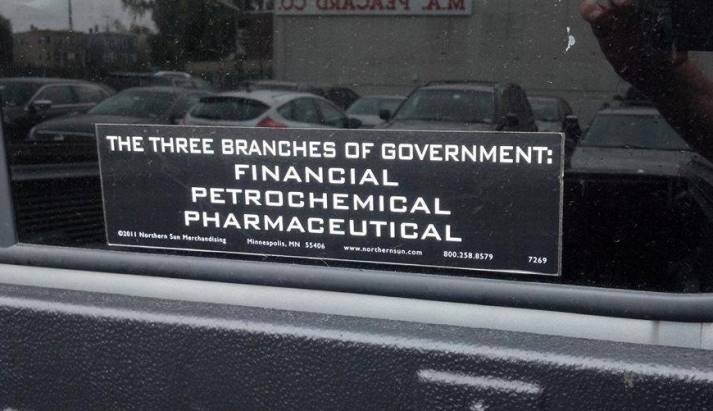 M.A. PEACARD CO.
THE THREE BRANCHES OF GOVERNMENT:
FINANCIAL
PETROCHEMICAL
PHARMACEUTICAL
©2011 Northern Sun Merchandising Minneapolis, MN 55406 www.northernsun.com 800.258.8579 7269